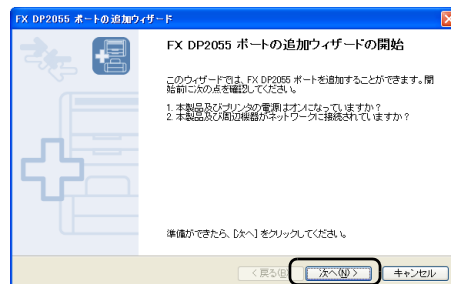 FX DP2055 ポートの追加ウィザード
FX DP2055 ポートの追加ウィザードの開始
このウィザードでは、FX DP2055 ポートを追加することができます。開
始前に次の点を確認してください。
1. 本製品及びプリンタの電源はオンになっていますか？
2. 本製品及び周辺機器がネットワークに接続されていますか？
準備ができたら、[次へ] をクリックしてください。
< 戻る(B) 次へ(N) > キャンセル